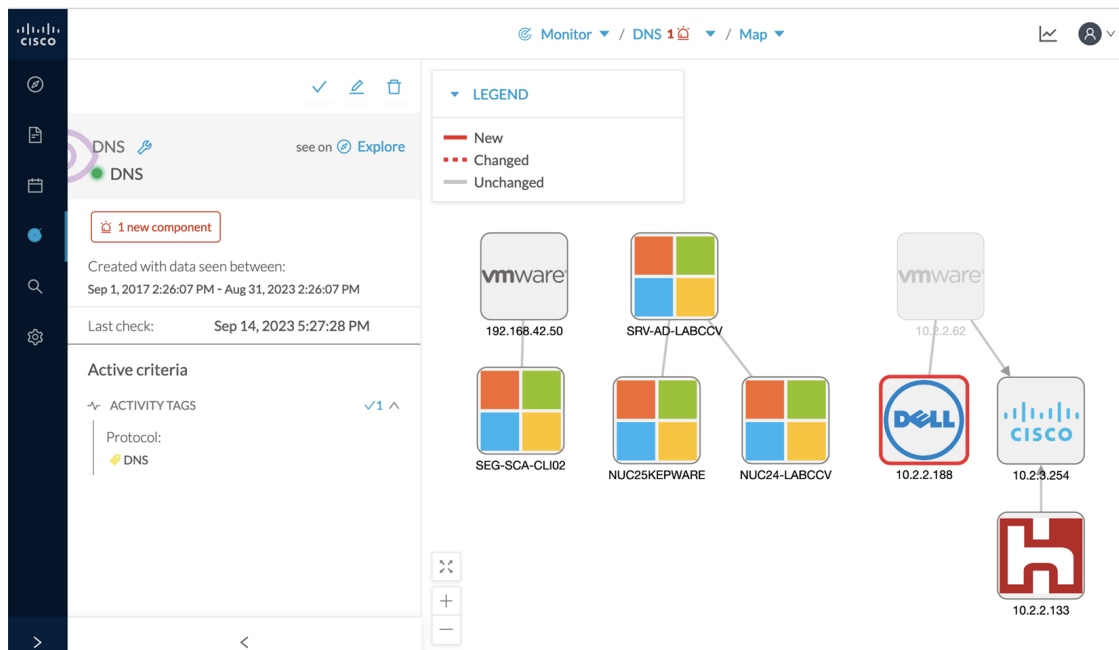 CISCO
Monitor / DNS 1 / Map
LEGEND
New
Changed
Unchanged
DNS
see on Explore
DNS
1 new component
Created with data seen between:
Sep 1, 2017 2:26:07 PM - Aug 31, 2023 2:26:07 PM
Last check: Sep 14, 2023 5:27:28 PM
Active criteria
ACTIVITY TAGS 1
Protocol:
DNS
vmware
192.168.42.50
SRV-AD-LABCCV
vmware
10.2.2.62
SEG-SCA-CLI02
NUC25KEPWARE
NUC24-LABCCV
DELL
10.2.2.188
CISCO
10.2.3.254
h
10.2.2.133